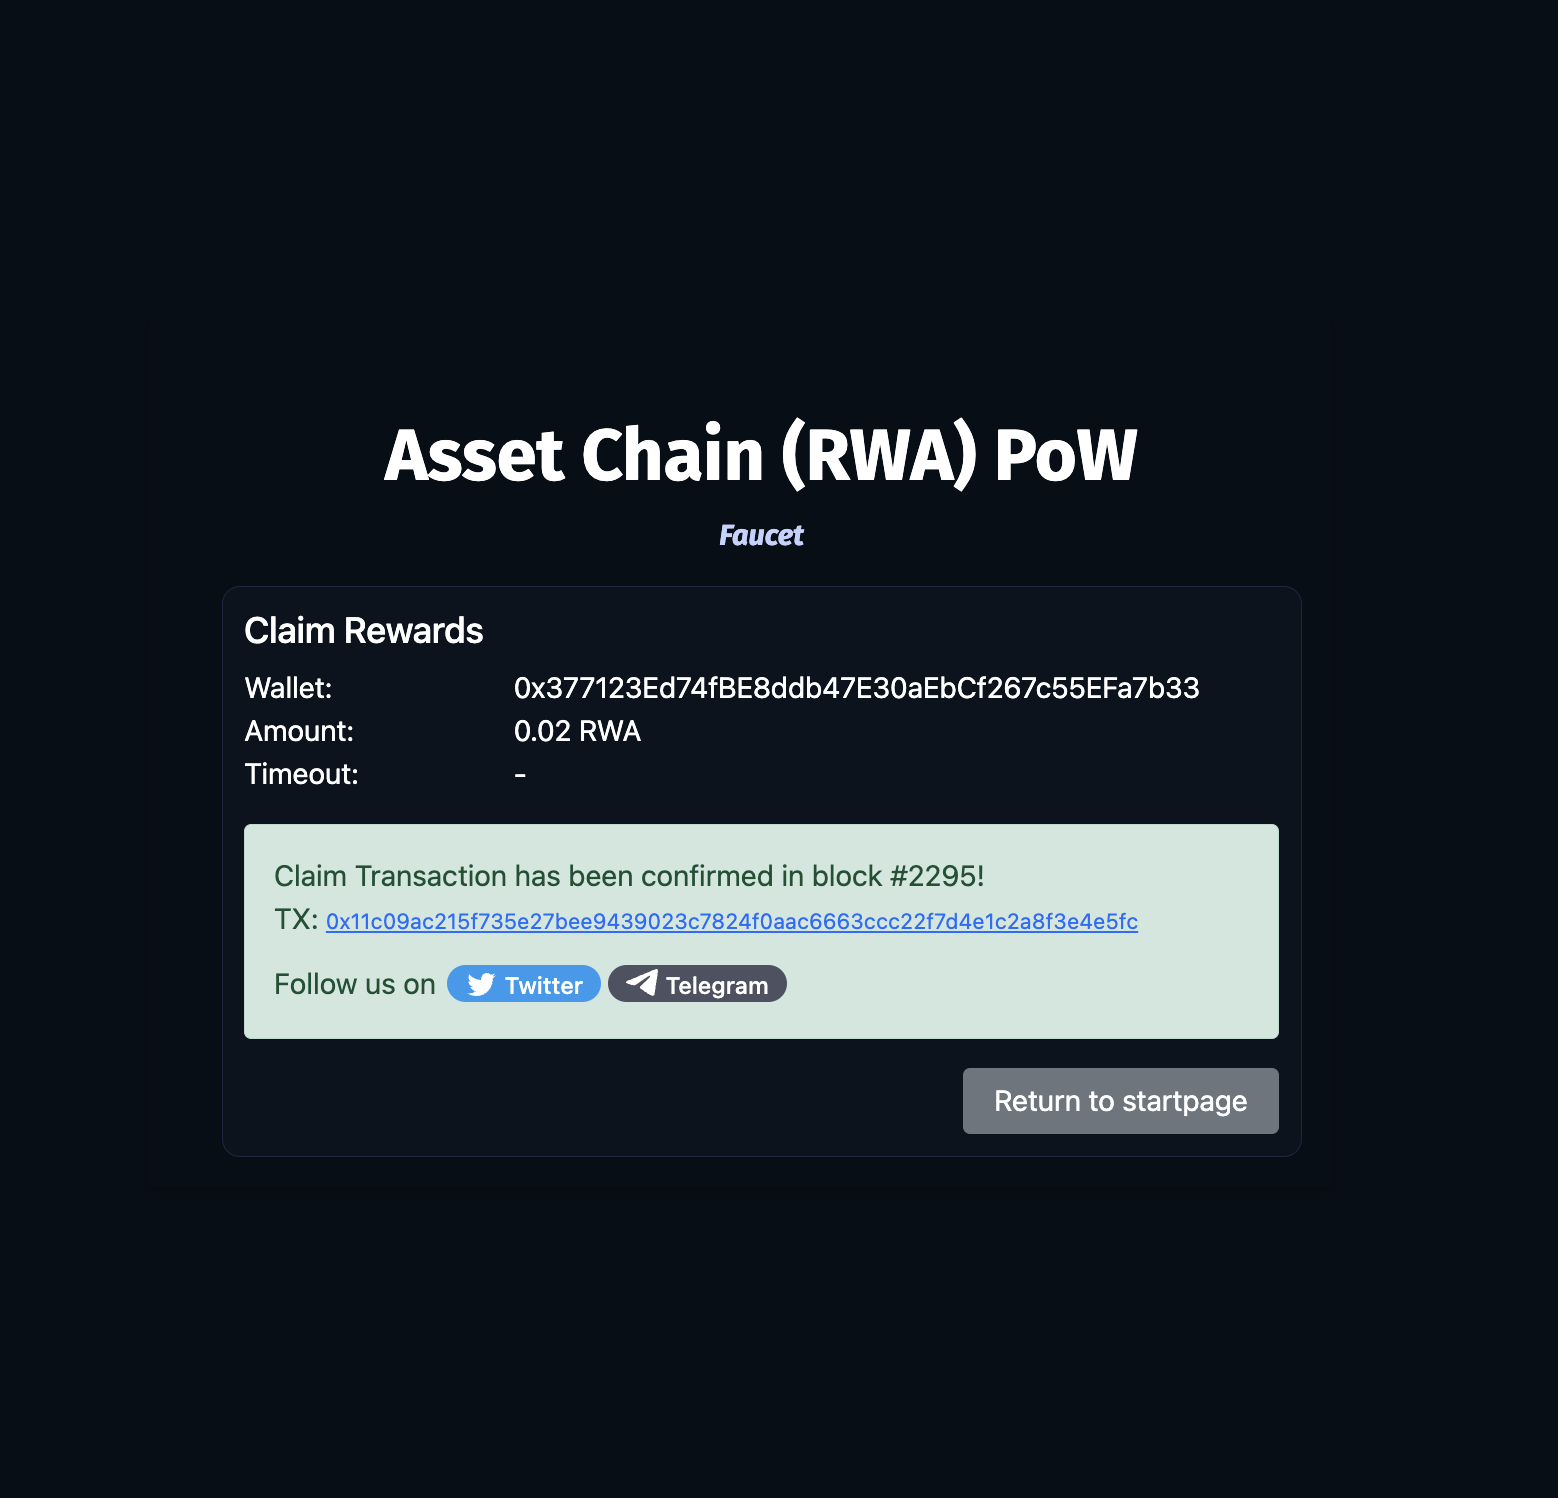 Asset Chain (RWA) PoW
Faucet
Claim Rewards
Wallet: 0x377123Ed74fBE8ddb47E30aEbCf267c55EFa7b33
Amount: 0.02 RWA
Timeout: -
Claim Transaction has been confirmed in block #2295!
TX: 0x11c09ac215f735e27bee9439023c7824f0aac6663ccc22f7d4e1c2a8f3e4e5fc
Follow us on Twitter Telegram
Return to startpage